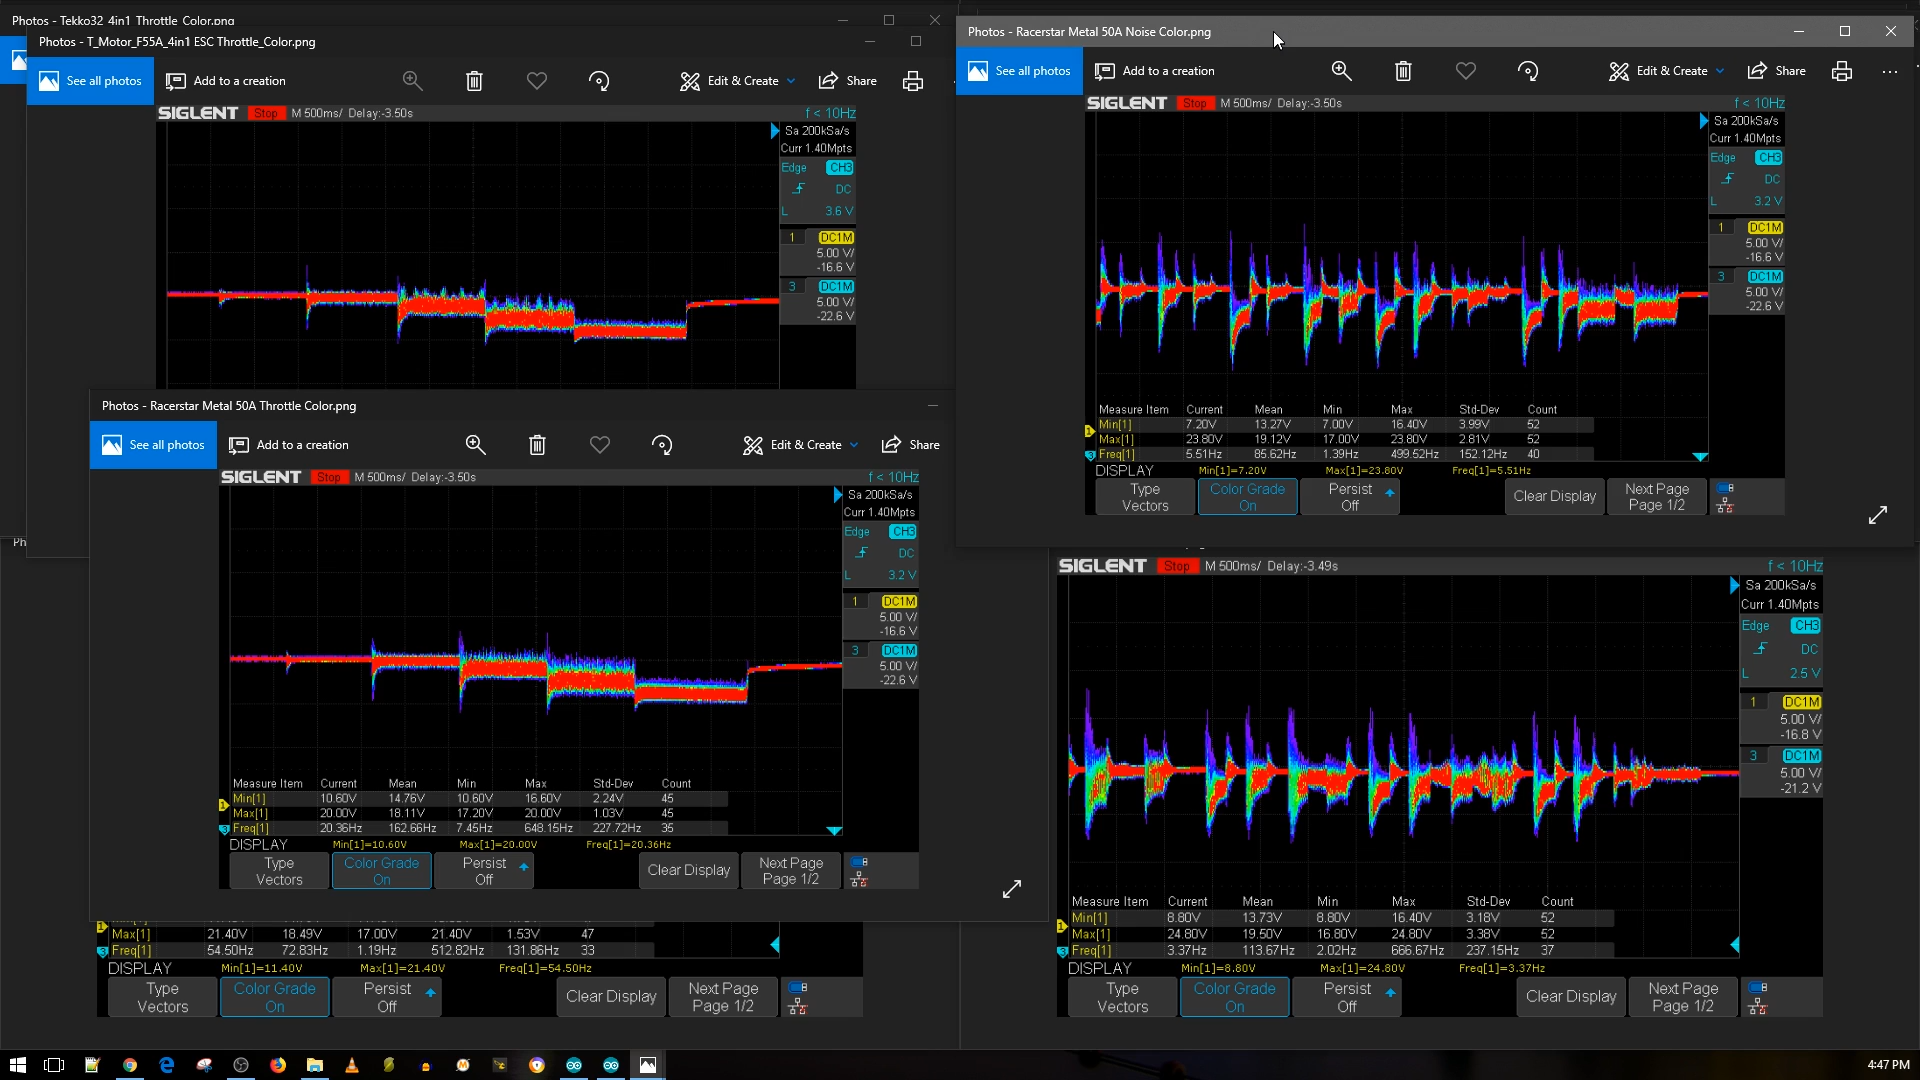 Photos - Tekko32 4in1 Throttle Color.png
Photos - T_Motor_F55A_4in1 ESC Throttle_Color.png
See all photos
Add to a creation
Edit & Create
Share
SIGLENT Stop M 500ms/ Delay:-3.50s f < 10Hz
Sa 200kSa/s
Curr 1.40Mpts
Edge CH3
DC
L 3.6 V
1 DC1M
5.00 V/
-16.6 V
3 DC1M
5.00 V/
-22.6 V
Photos - Racerstar Metal 50A Noise Color.png
See all photos
Add to a creation
Edit & Create
Share
SIGLENT Stop M 500ms/ Delay:-3.50s f < 10Hz
Sa 200kSa/s
Curr 1.40Mpts
Edge CH3
DC
L 3.2 V
1 DC1M
5.00 V/
-16.6 V
3 DC1M
5.00 V/
-22.6 V
Measure Item Current Mean Min Max Std-Dev Count
Min[1] 7.20V 13.27V 7.00V 16.40V 3.99V 52
Max[1] 23.80V 19.12V 17.00V 23.80V 2.81V 52
Freq[1] 5.51Hz 85.62Hz 1.39Hz 499.52Hz 152.12Hz 40
DISPLAY Min[1]=7.20V Max[1]=23.80V Freq[1]=5.51Hz
Type Vectors
Color Grade On
Persist Off
Clear Display
Next Page Page 1/2
Photos - Racerstar Metal 50A Throttle Color.png
See all photos
Add to a creation
Edit & Create
Share
SIGLENT Stop M 500ms/ Delay:-3.50s f < 10Hz
Sa 200kSa/s
Curr 1.40Mpts
Edge CH3
DC
L 3.2 V
1 DC1M
5.00 V/
-16.6 V
3 DC1M
5.00 V/
-22.6 V
Measure Item Current Mean Min Max Std-Dev Count
Min[1] 10.60V 14.76V 10.60V 16.60V 2.24V 45
Max[1] 20.00V 18.11V 17.20V 20.00V 1.03V 45
Freq[1] 20.36Hz 162.66Hz 7.45Hz 648.15Hz 227.72Hz 35
DISPLAY Min[1]=10.60V Max[1]=20.00V Freq[1]=20.36Hz
Type Vectors
Color Grade On
Persist Off
Clear Display
Next Page Page 1/2
Ph
SIGLENT Stop M 500ms/ Delay:-3.49s f < 10Hz
Sa 200kSa/s
Curr 1.40Mpts
Edge CH3
DC
L 2.5 V
1 DC1M
5.00 V/
-16.8 V
3 DC1M
5.00 V/
-21.2 V
Measure Item Current Mean Min Max Std-Dev Count
Min[1] 8.80V 13.73V 8.80V 16.40V 3.18V 52
Max[1] 24.80V 19.50V 16.80V 24.80V 3.38V 52
Freq[1] 3.37Hz 113.67Hz 2.02Hz 666.67Hz 237.15Hz 37
DISPLAY Min[1]=8.80V Max[1]=24.80V Freq[1]=3.37Hz
Type Vectors
Color Grade On
Persist Off
Clear Display
Next Page Page 1/2
Max[1] 21.40V 18.49V 17.00V 21.40V 1.53V 47
Freq[1] 54.50Hz 72.83Hz 1.19Hz 512.82Hz 131.86Hz 33
DISPLAY Min[1]=11.40V Max[1]=21.40V Freq[1]=54.50Hz
Type Vectors
Color Grade On
Persist Off
Clear Display
Next Page Page 1/2
4:47 PM